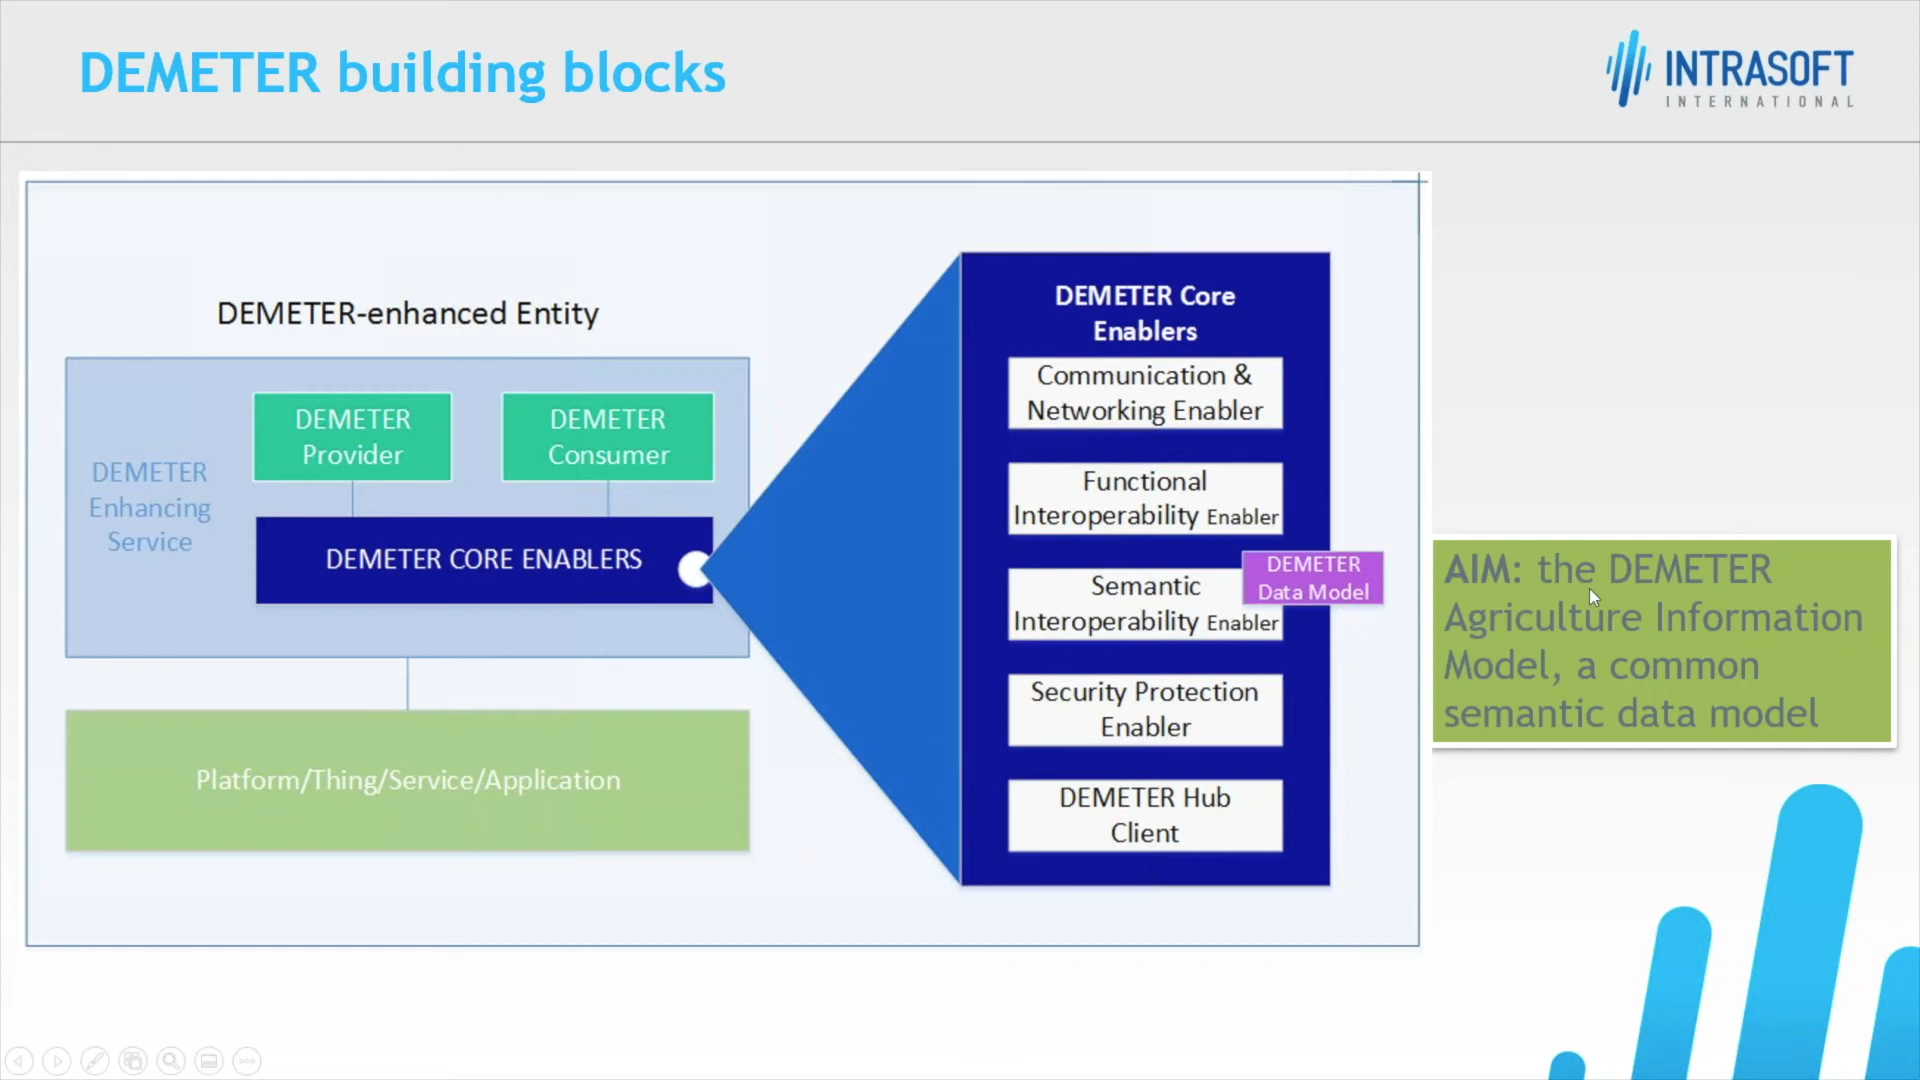 DEMETER building blocks
INTRASOFT
INTERNATIONAL
DEMETER-enhanced Entity
DEMETER
Enhancing
Service
DEMETER
Provider
DEMETER
Consumer
DEMETER CORE ENABLERS
Platform/Thing/Service/Application
DEMETER Core
Enablers
Communication &
Networking Enabler
Functional
Interoperability Enabler
Semantic
Interoperability Enabler
DEMETER
Data Model
Security Protection
Enabler
DEMETER Hub
Client
AIM: the DEMETER
Agriculture Information
Model, a common
semantic data model